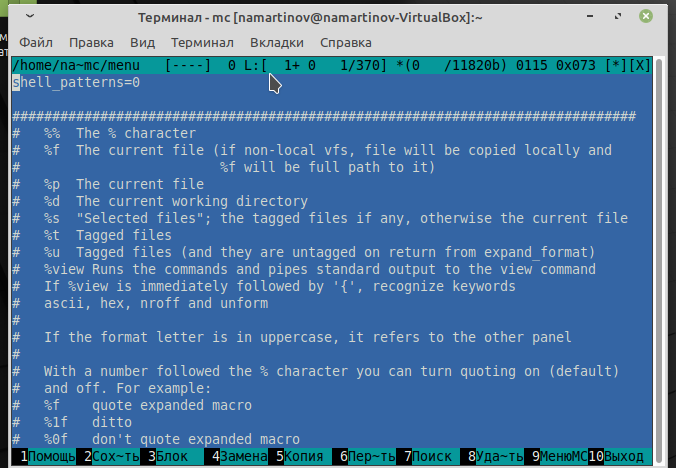 Терминал - mc [namartinov@namartinov-VirtualBox]:~
Файл Правка Вид Терминал Вкладки Справка
/home/na~mc/menu [----] 0 L:[ 1+ 0 1/370] *(0 /11820b) 0115 0x073 [*][X]
shell_patterns=0
##############################################################################
# %% The % character
# %f The current file (if non-local vfs, file will be copied locally and
# %f will be full path to it)
# %p The current file
# %d The current working directory
# %s "Selected files"; the tagged files if any, otherwise the current file
# %t Tagged files
# %u Tagged files (and they are untagged on return from expand_format)
# %view Runs the commands and pipes standard output to the view command
# If %view is immediately followed by '{', recognize keywords
# ascii, hex, nroff and unform
#
# If the format letter is in uppercase, it refers to the other panel
#
# With a number followed the % character you can turn quoting on (default)
# and off. For example:
# %f quote expanded macro
# %1f ditto
# %0f don't quote expanded macro
1Помощь 2Сох~ть 3Блок 4Замена 5Копия 6Пер~ть 7Поиск 8Уда~ть 9МенюMC 10Выход